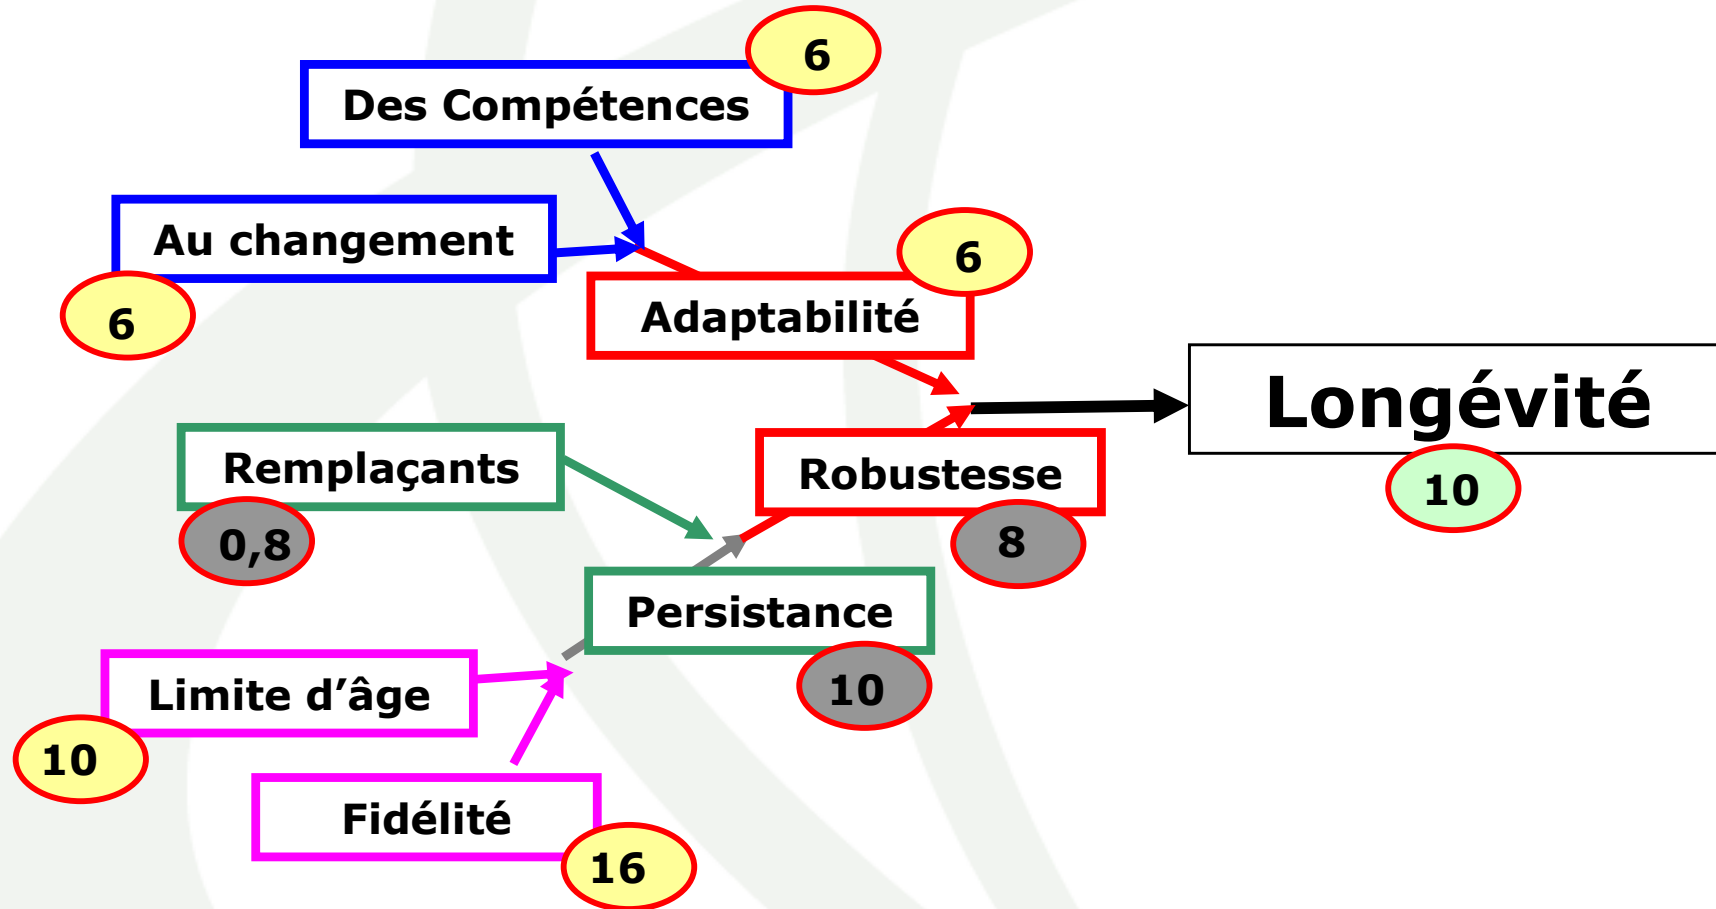 6
Des Compétences
Au changement
6
6
Adaptabilité
Longévité
10
Remplaçants
0,8
Robustesse
8
Persistance
10
Limite d’âge
10
Fidélité
16